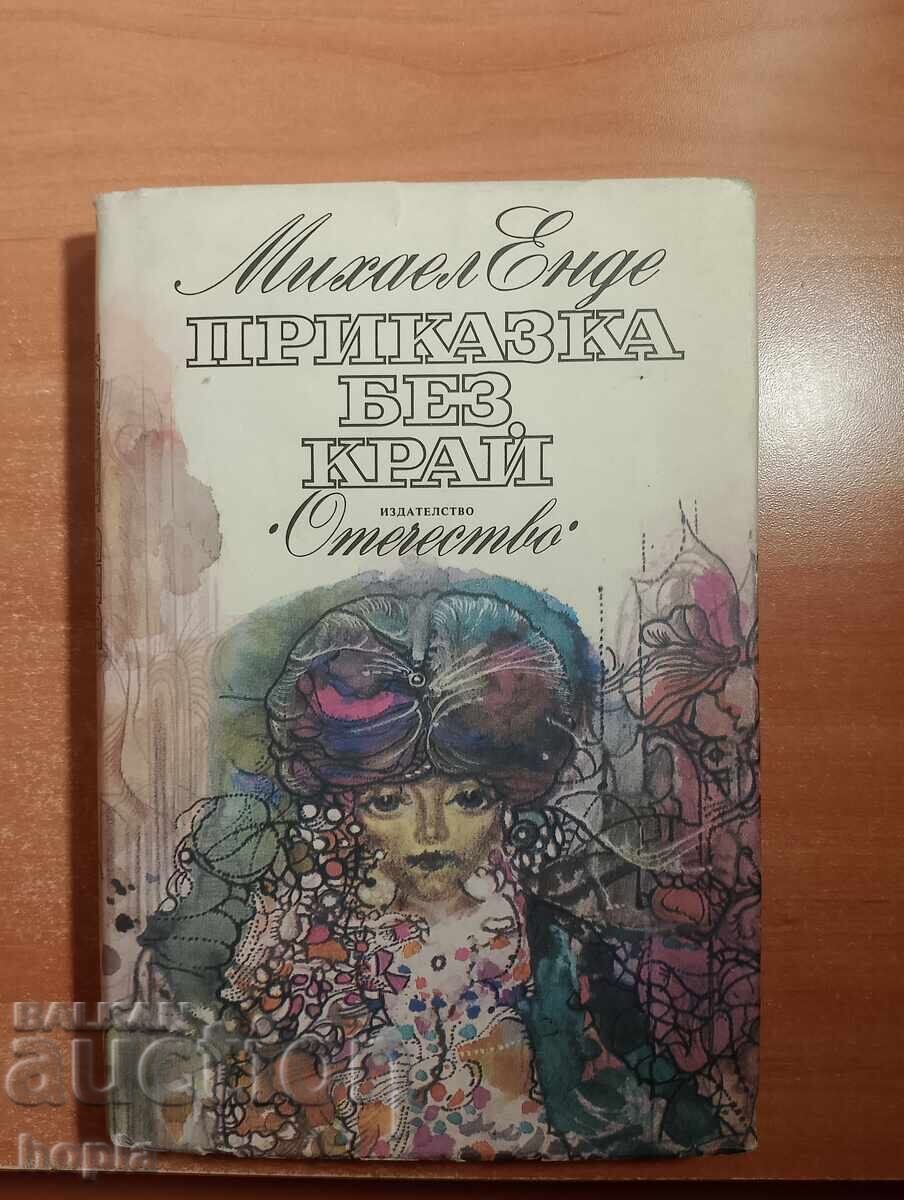 Михаел Енде
ПРИКАЗКА
БЕЗ
КРАЙ
ИЗДАТЕЛСТВО
•Отечество•
BALKAN
auction
hopla